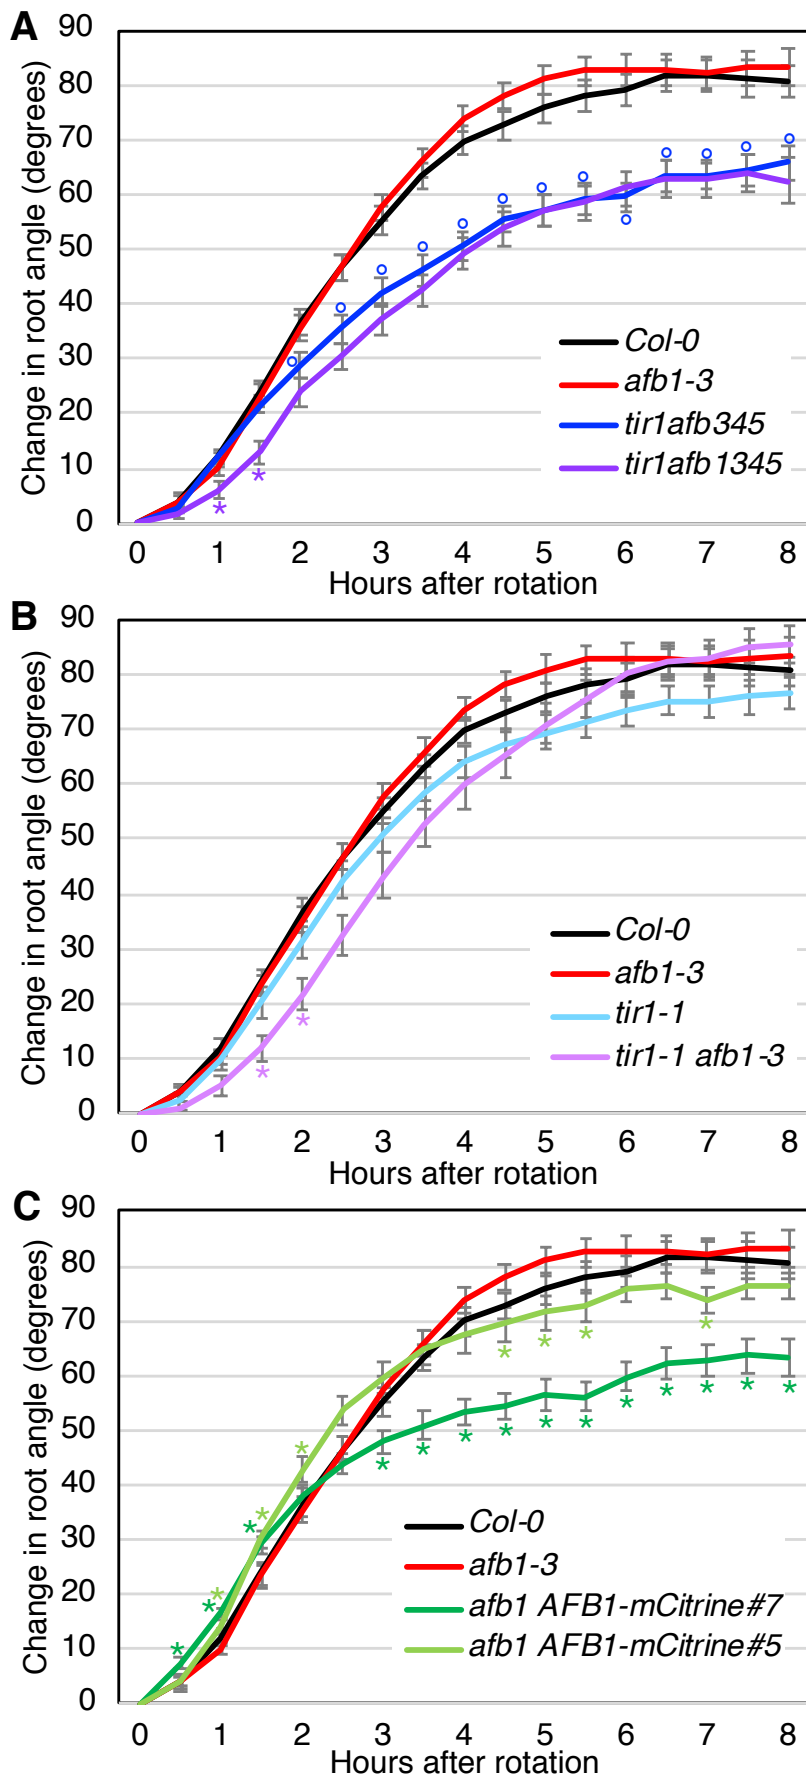 A
90
80
70
60
50
40
30
20
10
0
Change in root angle (degrees)
Col-0
afb1-3
tir1afb345
tir1afb1345
* *
0 1 2 3 4 5 6 7 8
Hours after rotation
B
90
80
70
60
50
40
30
20
10
0
Change in root angle (degrees)
Col-0
afb1-3
tir1-1
tir1-1 afb1-3
* *
0 1 2 3 4 5 6 7 8
Hours after rotation
C
90
80
70
60
50
40
30
20
10
0
Change in root angle (degrees)
Col-0
afb1-3
afb1 AFB1-mCitrine#7
afb1 AFB1-mCitrine#5
0 1 2 3 4 5 6 7 8
Hours after rotation